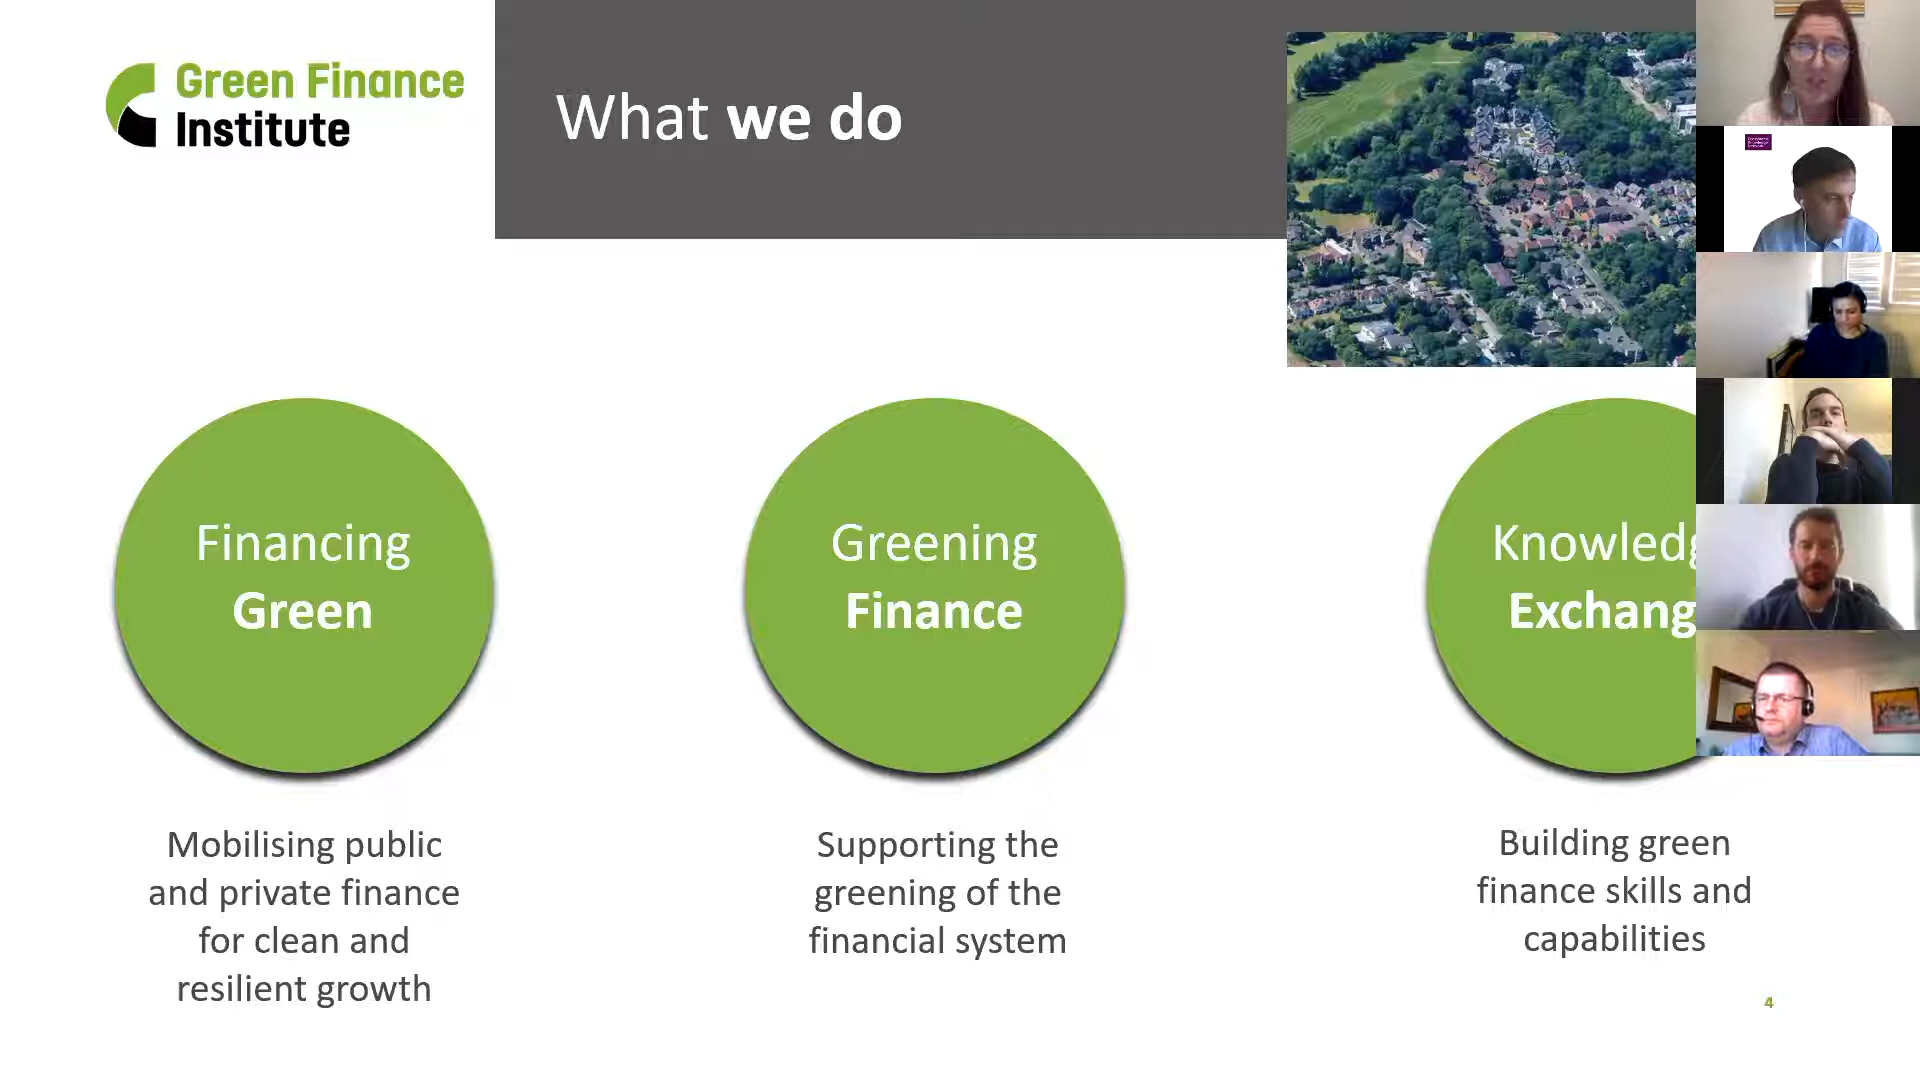 Green Finance
Institute
What we do
Financing
Green
Mobilising public
and private finance
for clean and
resilient growth
Greening
Finance
Supporting the
greening of the
financial system
Knowledg
Exchang
Building green
finance skills and
capabilities
4